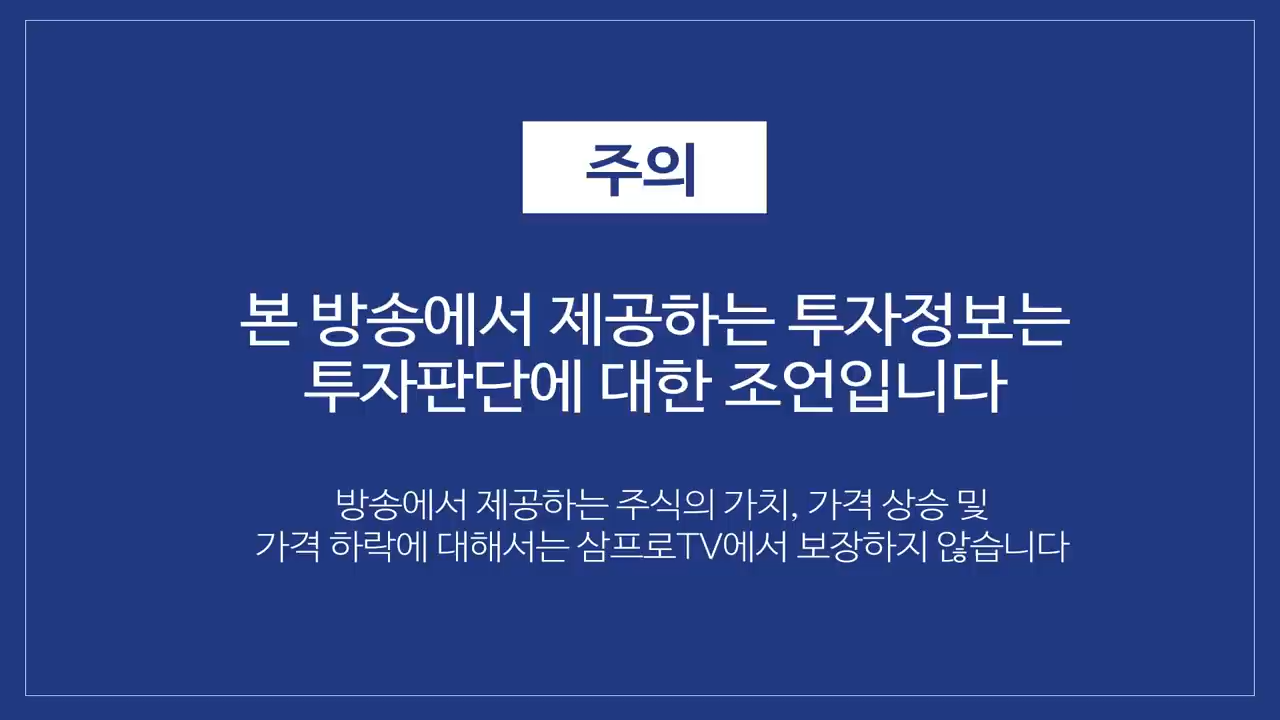 주의
본 방송에서 제공하는 투자정보는
투자판단에 대한 조언입니다
방송에서 제공하는 주식의 가치, 가격 상승 및
가격 하락에 대해서는 삼프로TV에서 보장하지 않습니다